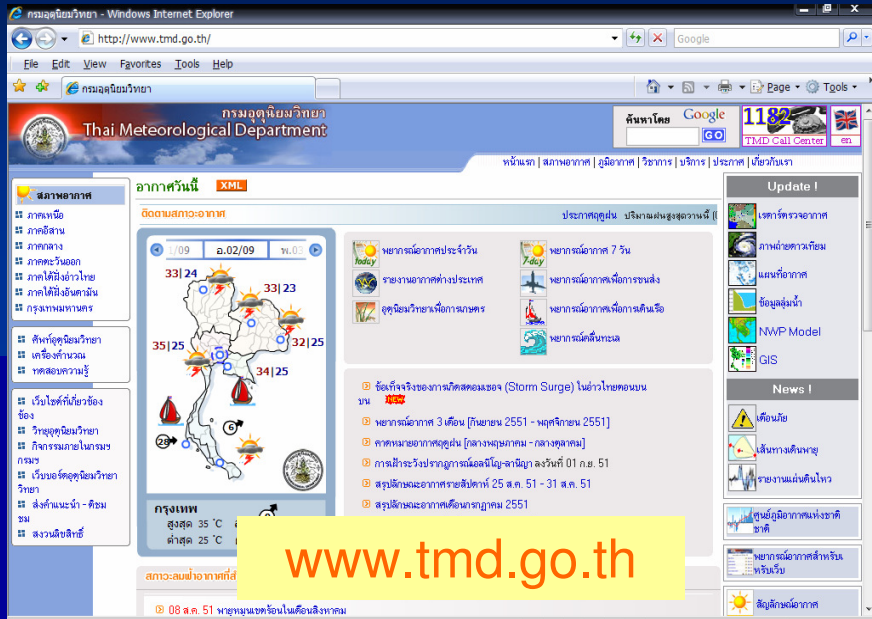 กรมอุตุนิยมวิทยา - Windows Internet Explorer
http://www.tmd.go.th/
Google
File Edit View Favorites Tools Help
กรมอุตุนิยมวิทยา
Page Tools
กรมอุตุนิยมวิทยา
Thai Meteorological Department
ค้นหาโดย Google
GO
1182
TMD Call Center
en
หน้าแรก | สภาพอากาศ | ภูมิอากาศ | วิชาการ | บริการ | ประกาศ | เกี่ยวกับเรา
สภาพอากาศ
ภาคเหนือ
ภาคอีสาน
ภาคกลาง
ภาคตะวันออก
ภาคใต้ฝั่งอ่าวไทย
ภาคใต้ฝั่งอันดามัน
กรุงเทพมหานคร
ศัพท์อุตุนิยมวิทยา
เครื่องคำนวณ
ทดสอบความรู้
เว็บไซต์ที่เกี่ยวข้อง
ข้อง
วิทยุอุตุนิยมวิทยา
กิจกรรมภายในกรมฯ
กรมฯ
เว็บบอร์ดอุตุนิยมวิทยา
วิทยา
ส่งคำแนะนำ - ติชม
ชม
สงวนลิขสิทธิ์
อากาศวันนี้ XML
ติดตามสภาวะอากาศ
ประกาศฤดูฝน ปริมาณฝนสูงสุดวานนี้
1/09 อ.02/09 พ.03
33|24
33|23
35|25
32|25
34|25
6
28
กรุงเทพ
สูงสุด 35 °C
ต่ำสุด 25 °C
today พยากรณ์อากาศประจำวัน
7-day พยากรณ์อากาศ 7 วัน
รายงานอากาศต่างประเทศ
พยากรณ์อากาศเพื่อการขนส่ง
อุตุนิยมวิทยาเพื่อการเกษตร
พยากรณ์อากาศเพื่อการเดินเรือ
พยากรณ์คลื่นทะเล
ข้อเท็จจริงของการเกิดสตอมเซอจ (Storm Surge) ในอ่าวไทยตอนบน
บน NEW
พยากรณ์อากาศ 3 เดือน [กันยายน 2551 - พฤศจิกายน 2551]
คาดหมายอากาศฤดูฝน [กลางพฤษภาคม - กลางตุลาคม]
การเฝ้าระวังปรากฏการณ์เอลนีโญ-ลานีญา ลงวันที่ 01 ก.ย. 51
สรุปลักษณะอากาศรายสัปดาห์ 25 ส.ค. 51 - 31 ส.ค. 51
สรุปลักษณะอากาศเดือนกรกฎาคม 2551
Update !
เรดาร์ตรวจอากาศ
ภาพถ่ายดาวเทียม
แผนที่อากาศ
ข้อมูลลุ่มน้ำ
NWP Model
GIS
News !
เตือนภัย
เส้นทางเดินพายุ
รายงานแผ่นดินไหว
ศูนย์ภูมิอากาศแห่งชาติ
ชาติ
พยากรณ์อากาศสำหรับเ
หรับเว็บ
สัญลักษณ์อากาศ
www.tmd.go.th
08 ส.ค. 51 พายุหมุนเขตร้อนในเดือนสิงหาคม